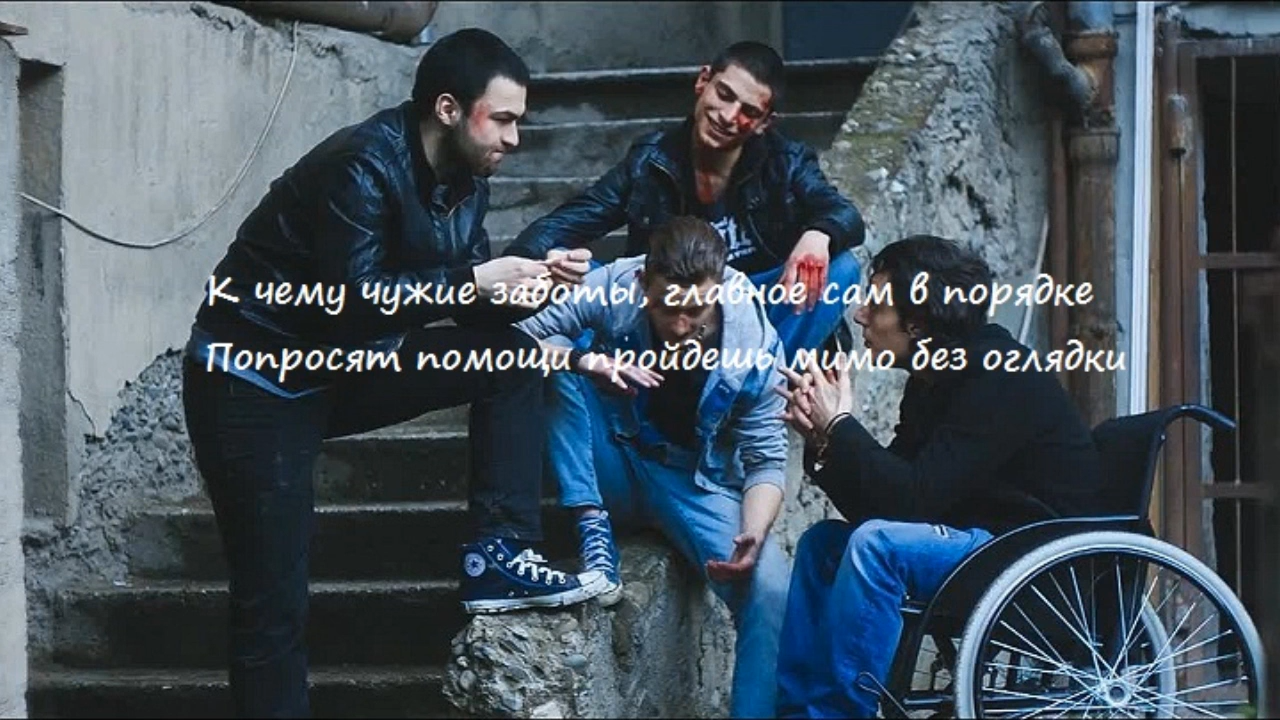 К чему чужие заботы, главное сам в порядке
Попросят помощи пройдешь мимо без оглядки